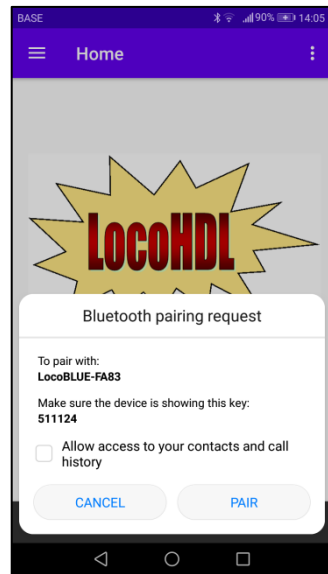 BASE 90% 14:05
Home
LOCOHDL
Bluetooth pairing request
To pair with:
LocoBLUE-FA83
Make sure the device is showing this key:
511124
Allow access to your contacts and call
history
CANCEL PAIR